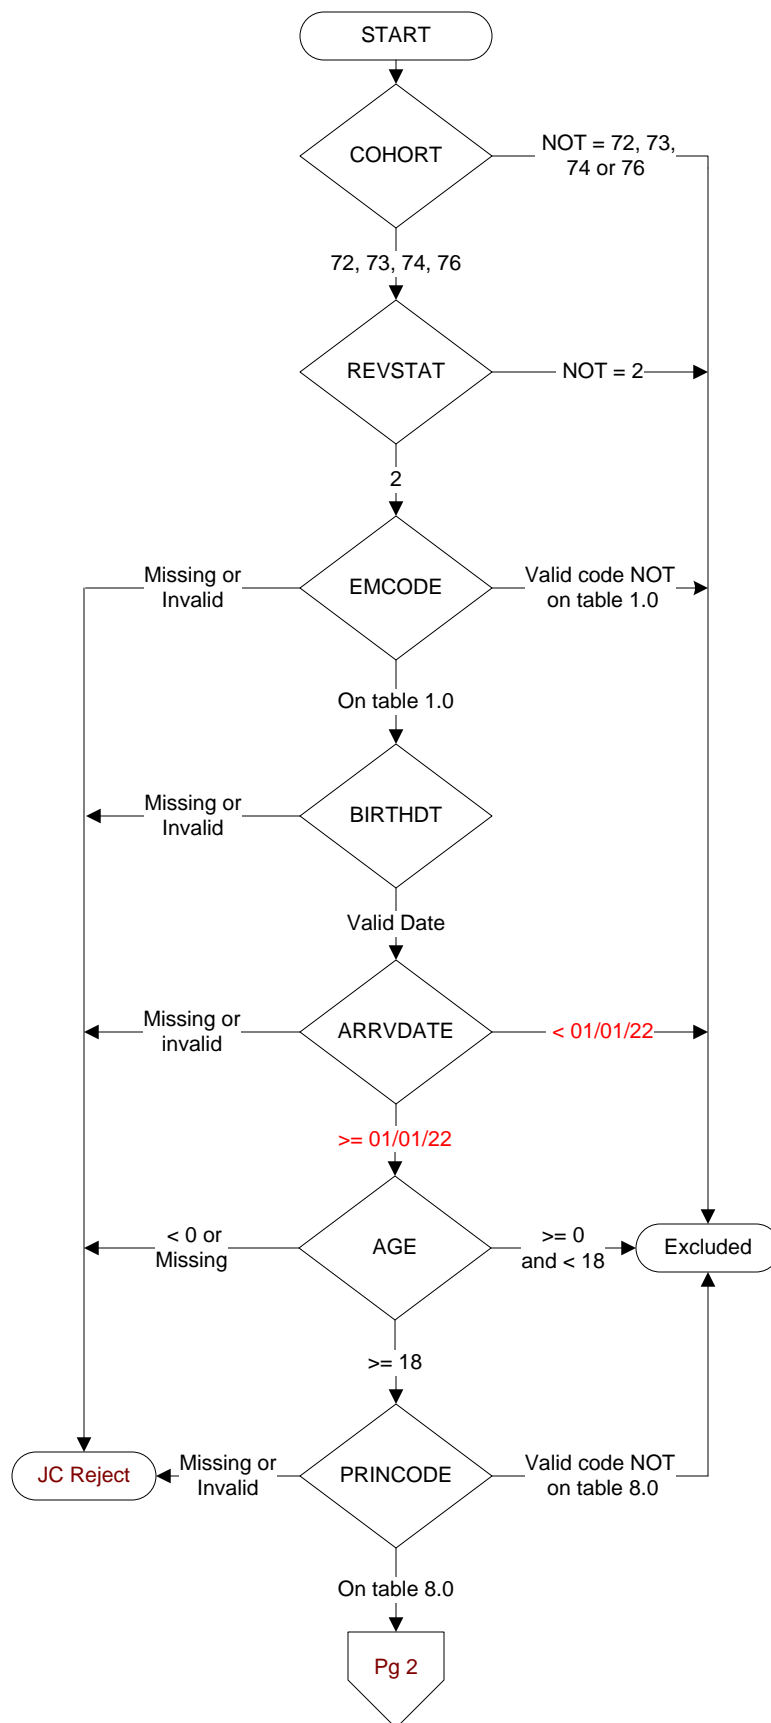 START
COHORT
NOT = 72, 73,
74 or 76
72, 73, 74, 76
REVSTAT
NOT = 2
2
Missing or
Invalid
EMCODE
Valid code NOT
on table 1.0
On table 1.0
Missing or
Invalid
BIRTHDT
Valid Date
Missing or
invalid
ARRVDATE
< 01/01/22
>= 01/01/22
< 0 or
Missing
AGE
>= 0
and < 18
Excluded
>= 18
JC Reject
Missing or
Invalid
PRINCODE
Valid code NOT
on table 8.0
On table 8.0
Pg 2